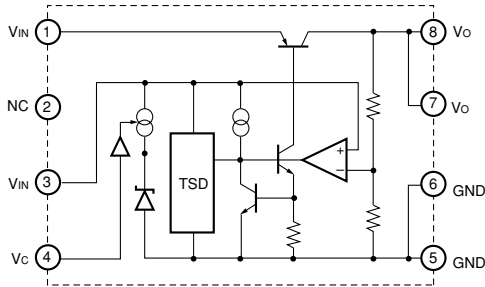 VIN 1
NC 2
VIN 3
VC 4
TSD
+
−
8 VO
7 VO
6 GND
5 GND